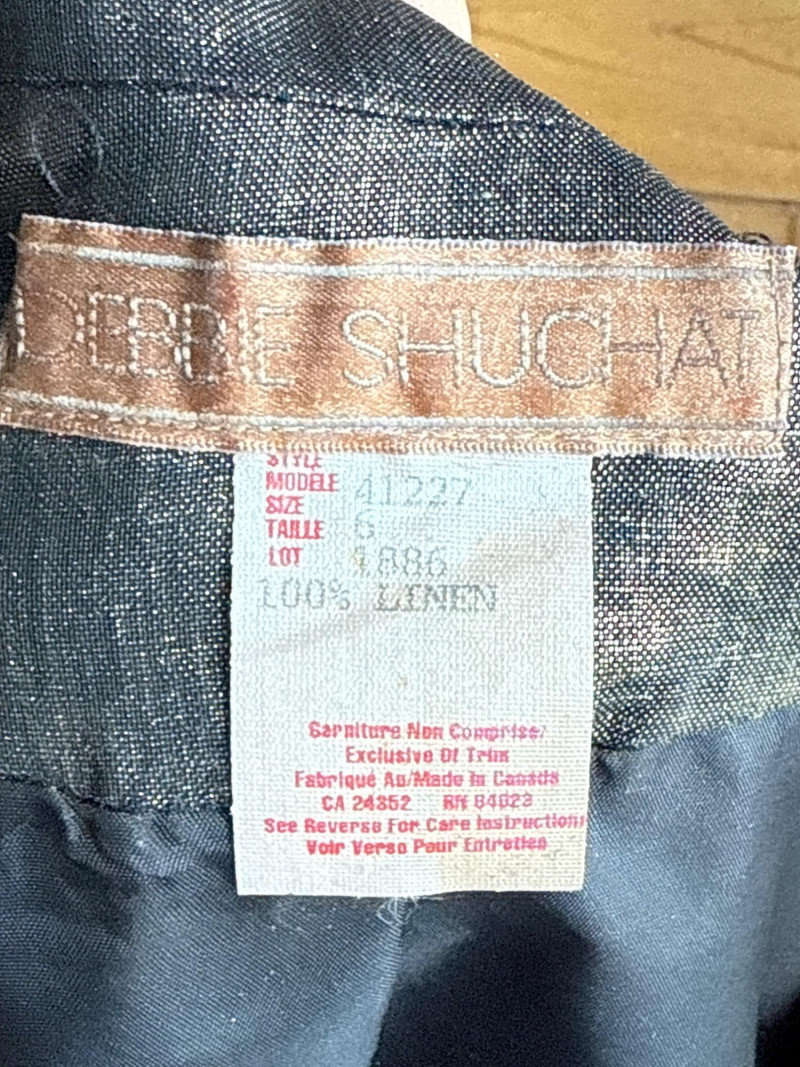 DEBBIE SHUCHAT
STYLE
MODELE 41227
SIZE
TAILLE 6
LOT 1886
100% LINEN
Garniture Non Comprise/
Exclusive Of Trim
Fabriqué Au/Made In Canada
CA 24352 RN 84023
See Reverse For Care Instructions
Voir Verso Pour Entretien